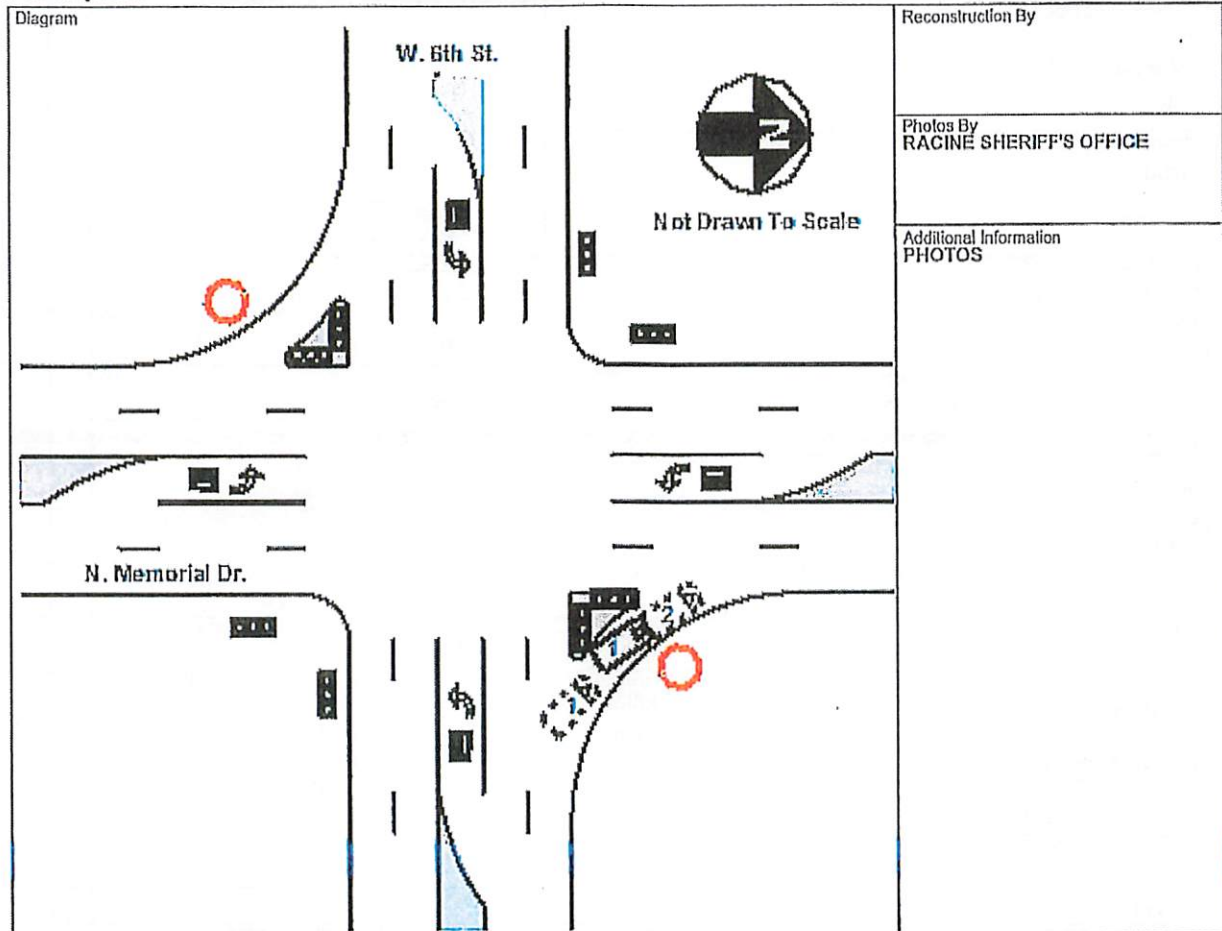 Diagram
W. 6th St.
N
Not Drawn To Scale
N. Memorial Dr.
2
1
1
Reconstruction By
Photos By
RACINE SHERIFF'S OFFICE
Additional Information
PHOTOS